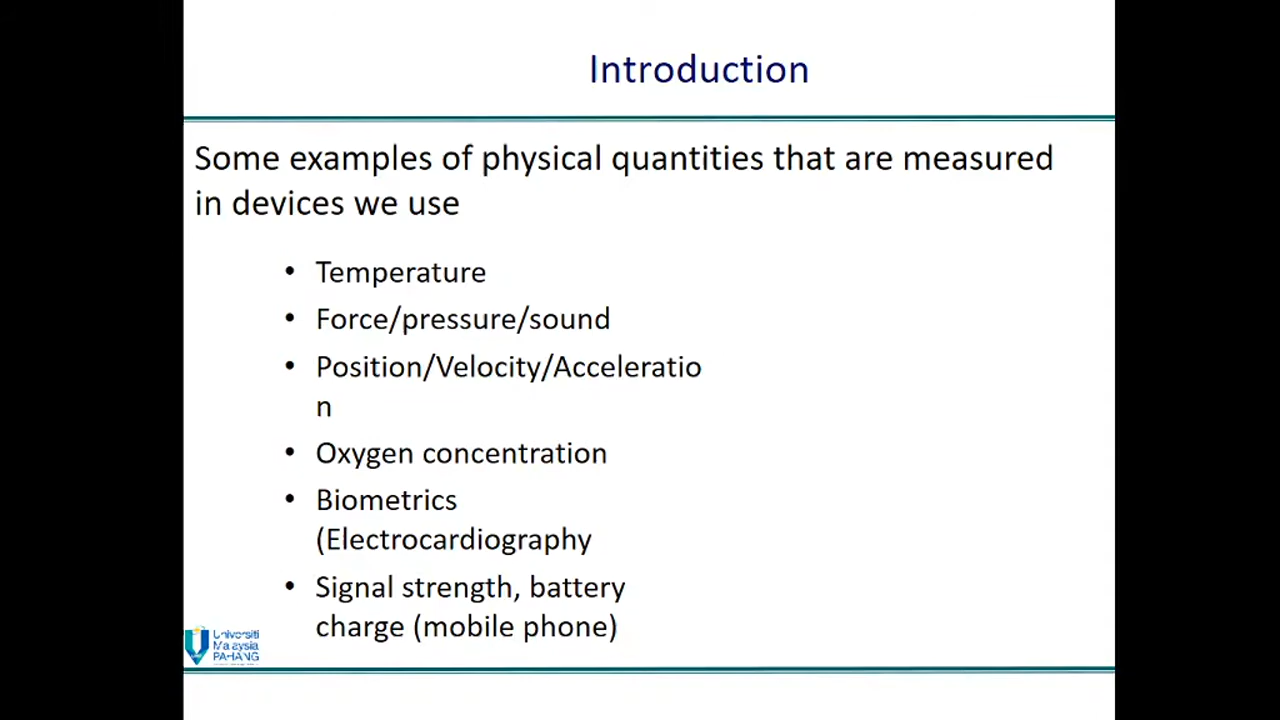 Introduction
Some examples of physical quantities that are measured
in devices we use
• Temperature
• Force/pressure/sound
• Position/Velocity/Acceleratio
n
• Oxygen concentration
• Biometrics
(Electrocardiography
• Signal strength, battery
charge (mobile phone)
Universiti
Malaysia
PAHANG